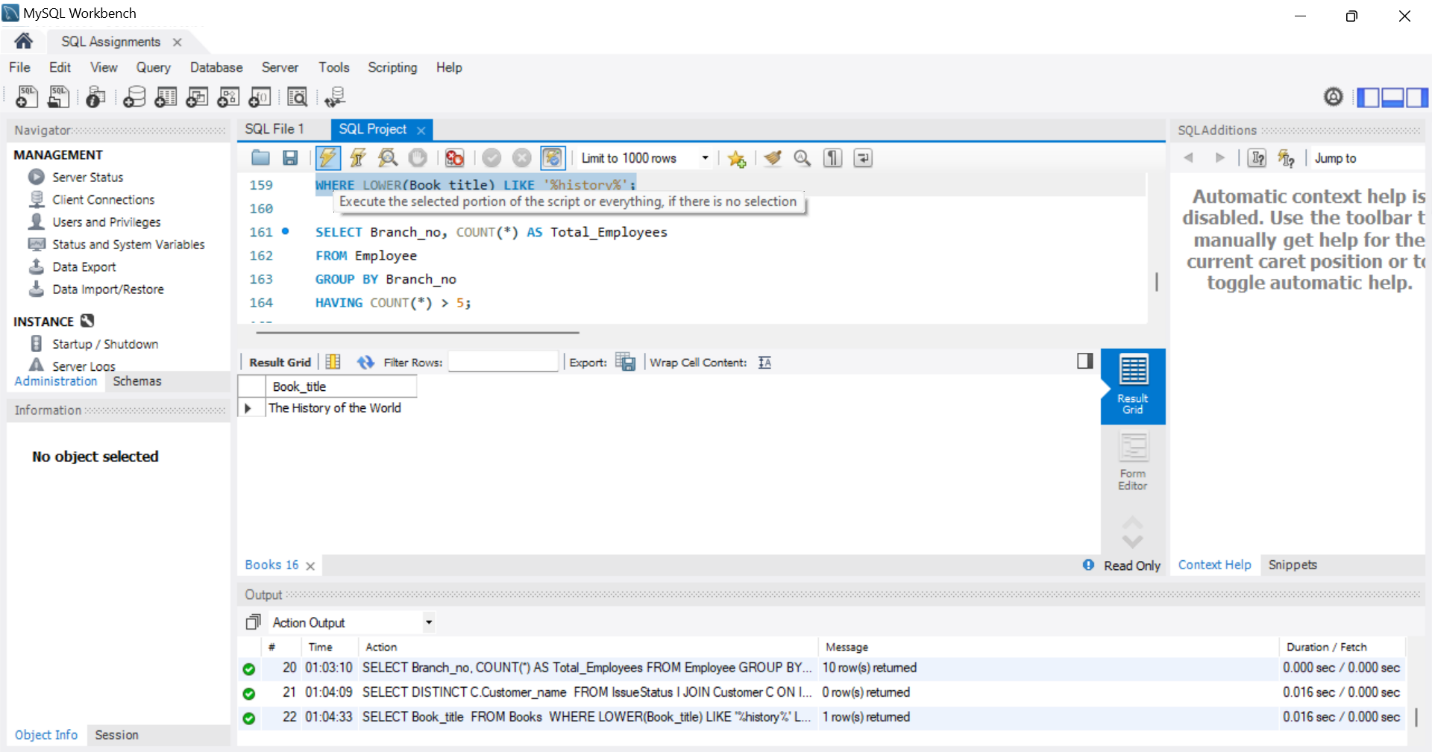 MySQL Workbench
SQL Assignments
File Edit View Query Database Server Tools Scripting Help
Navigator
MANAGEMENT
Server Status
Client Connections
Users and Privileges
Status and System Variables
Data Export
Data Import/Restore
INSTANCE
Startup / Shutdown
Server Logs
Administration Schemas
Information
No object selected
Object Info Session
SQL File 1 SQL Project
Limit to 1000 rows
159 WHERE LOWER(Book_title) LIKE '%history%';
Execute the selected portion of the script or everything, if there is no selection
160
161 SELECT Branch_no, COUNT(*) AS Total_Employees
162 FROM Employee
163 GROUP BY Branch_no
164 HAVING COUNT(*) > 5;
Result Grid Filter Rows: Export: Wrap Cell Content:
Book_title
The History of the World
Result
Grid
Form
Editor
Books 16 Read Only
SQLAdditions
Jump to
Automatic context help is
disabled. Use the toolbar t
manually get help for the
current caret position or to
toggle automatic help.
Context Help Snippets
Output
Action Output
# Time Action Message Duration / Fetch
20 01:03:10 SELECT Branch_no, COUNT(*) AS Total_Employees FROM Employee GROUP BY... 10 row(s) returned 0.000 sec / 0.000 sec
21 01:04:09 SELECT DISTINCT C.Customer_name FROM IssueStatus I JOIN Customer C ON I... 0 row(s) returned 0.016 sec / 0.000 sec
22 01:04:33 SELECT Book_title FROM Books WHERE LOWER(Book_title) LIKE '%history%' L... 1 row(s) returned 0.016 sec / 0.000 sec